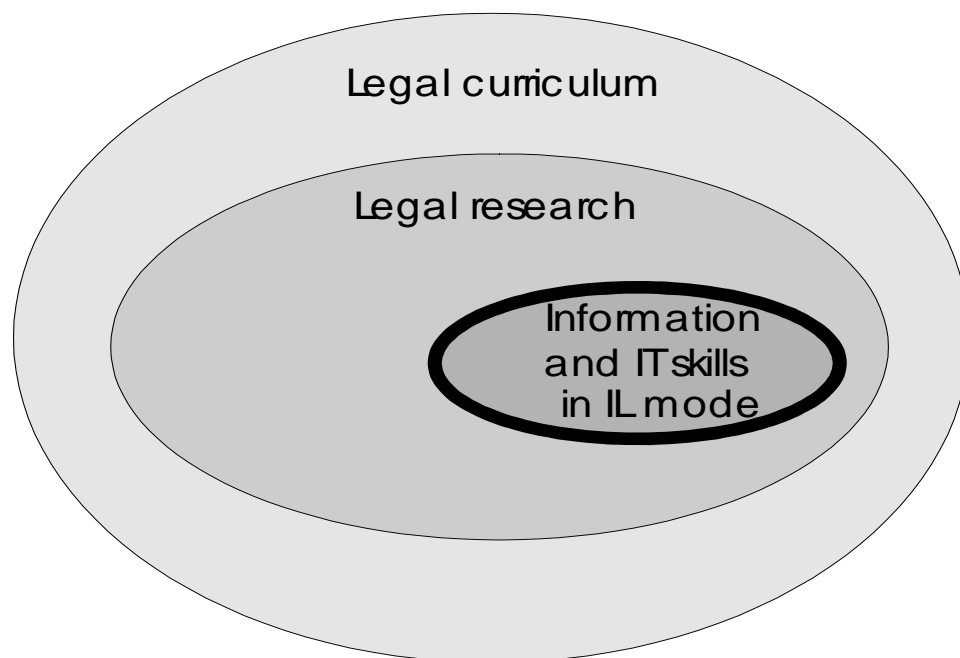 Legal curriculum
Legal research
Information
and IT skills
in IL mode